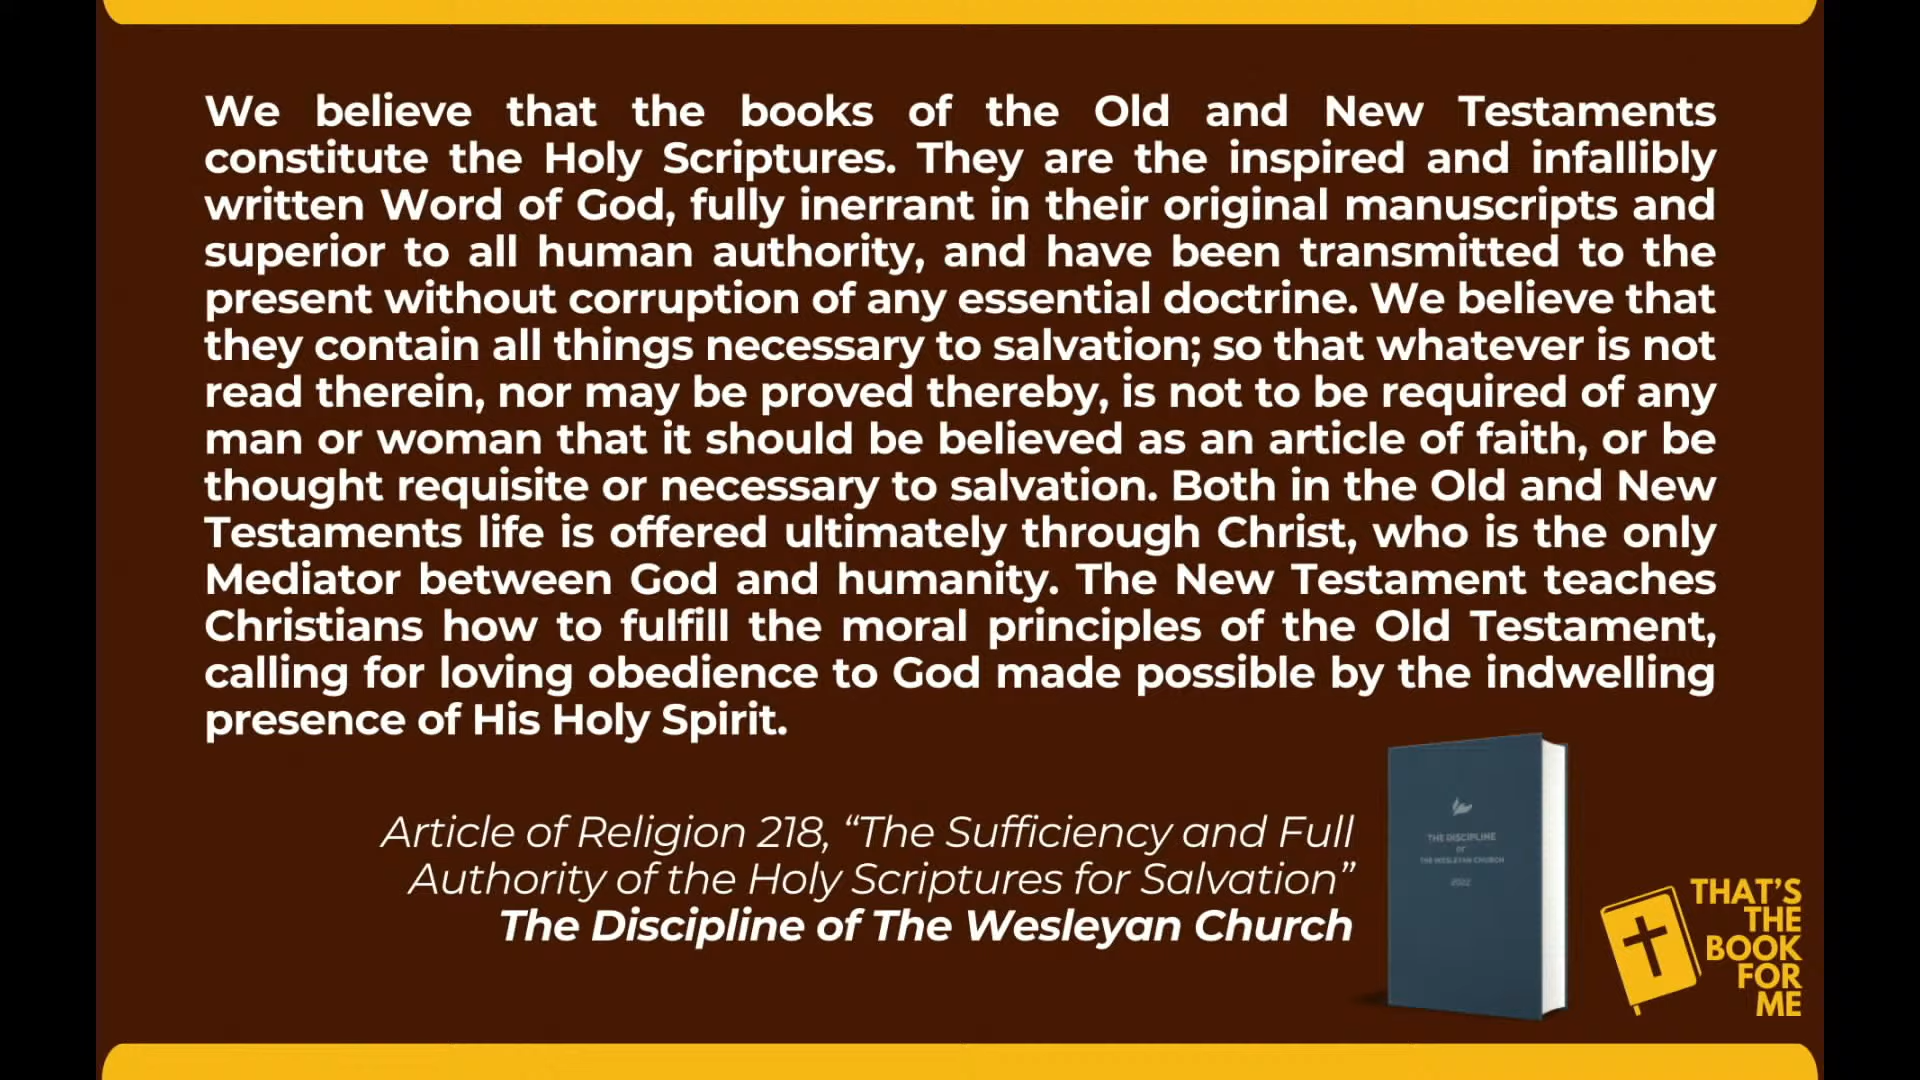 We believe that the books of the Old and New Testaments
constitute the Holy Scriptures. They are the inspired and infallibly
written Word of God, fully inerrant in their original manuscripts and
superior to all human authority, and have been transmitted to the
present without corruption of any essential doctrine. We believe that
they contain all things necessary to salvation; so that whatever is not
read therein, nor may be proved thereby, is not to be required of any
man or woman that it should be believed as an article of faith, or be
thought requisite or necessary to salvation. Both in the Old and New
Testaments life is offered ultimately through Christ, who is the only
Mediator between God and humanity. The New Testament teaches
Christians how to fulfill the moral principles of the Old Testament,
calling for loving obedience to God made possible by the indwelling
presence of His Holy Spirit.
Article of Religion 218, “The Sufficiency and Full
Authority of the Holy Scriptures for Salvation”
The Discipline of The Wesleyan Church
THE DISCIPLINE
OF
THE WESLEYAN CHURCH
2022
THAT'S
THE
BOOK
FOR
ME